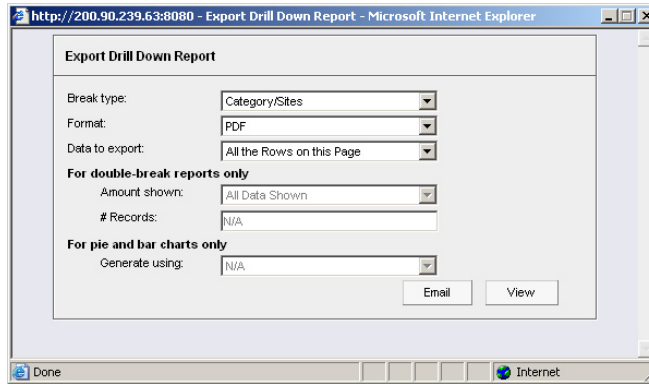 http://200.90.239.63:8080 - Export Drill Down Report - Microsoft Internet Explorer
Export Drill Down Report
Break type: Category/Sites
Format: PDF
Data to export: All the Rows on this Page
For double-break reports only
Amount shown: All Data Shown
# Records: N/A
For pie and bar charts only
Generate using: N/A
Email View
Done Internet